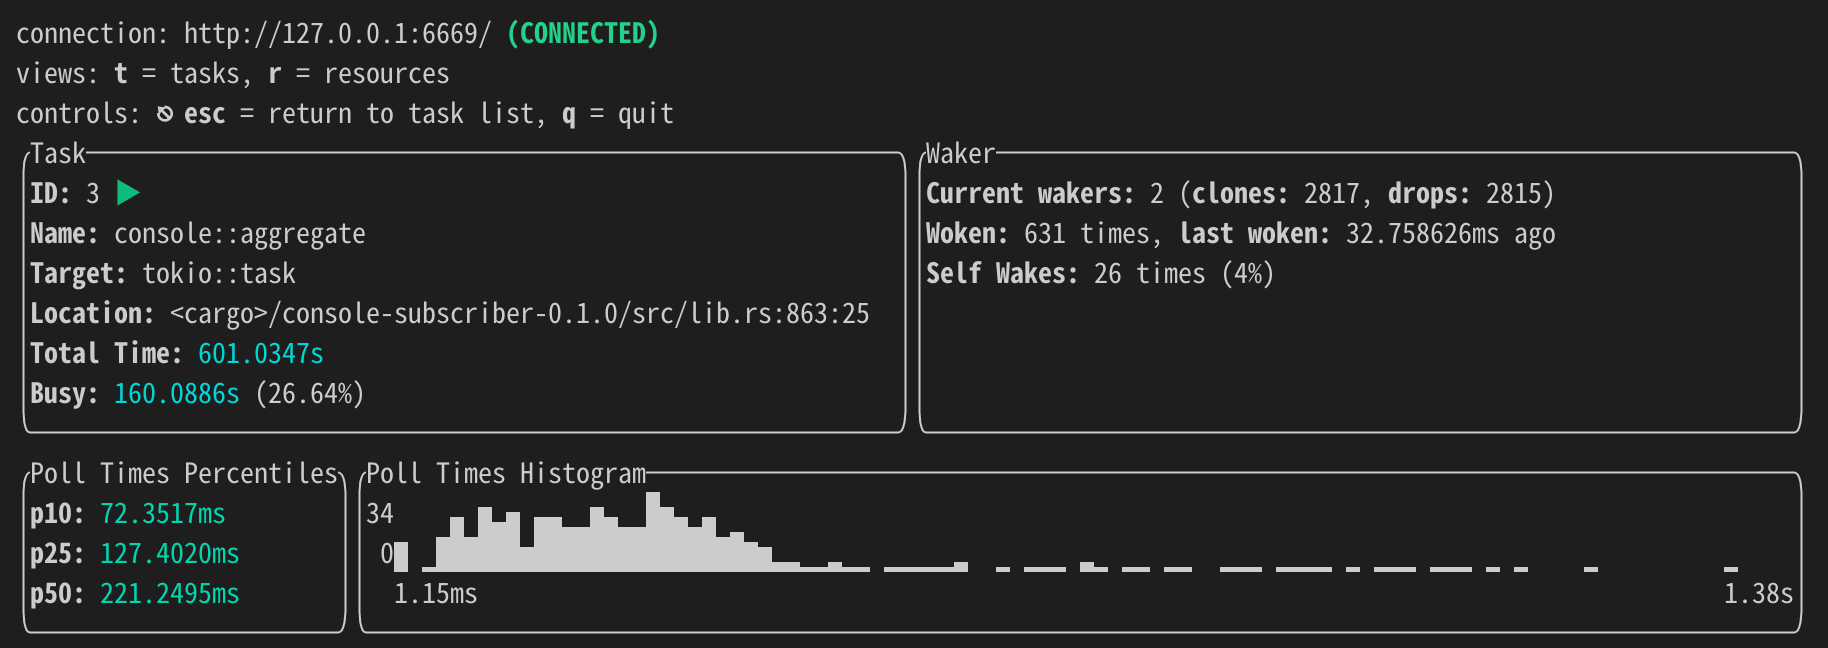 connection: http://127.0.0.1:6669/ (CONNECTED)
views: t = tasks, r = resources
controls: ⎋ esc = return to task list, q = quit
Task
ID: 3 ▶
Name: console::aggregate
Target: tokio::task
Location: <cargo>/console-subscriber-0.1.0/src/lib.rs:863:25
Total Time: 601.0347s
Busy: 160.0886s (26.64%)
Waker
Current wakers: 2 (clones: 2817, drops: 2815)
Woken: 631 times, last woken: 32.758626ms ago
Self Wakes: 26 times (4%)
Poll Times Percentiles
p10: 72.3517ms
p25: 127.4020ms
p50: 221.2495ms
Poll Times Histogram
34
0
1.15ms
1.38s